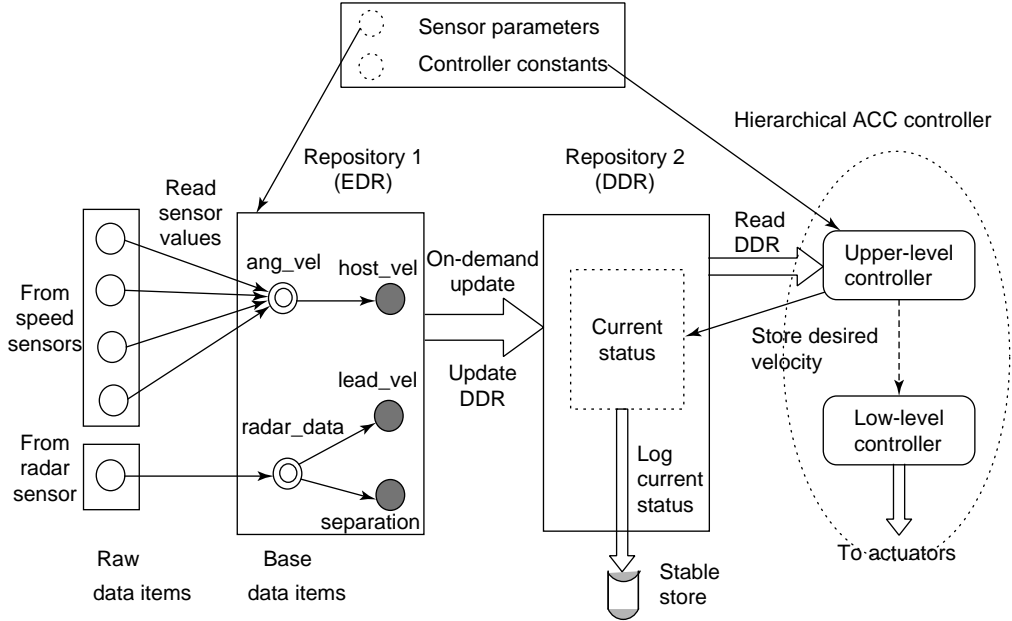 Sensor parameters
Controller constants
Hierarchical ACC controller
Repository 1
(EDR)
Repository 2
(DDR)
Read
sensor
values
From
speed
sensors
From
radar
sensor
ang_vel
host_vel
lead_vel
radar_data
separation
On-demand
update
Update
DDR
Current
status
Read
DDR
Upper-level
controller
Store desired
velocity
Low-level
controller
Log
current
status
To actuators
Stable
store
Raw
data items
Base
data items